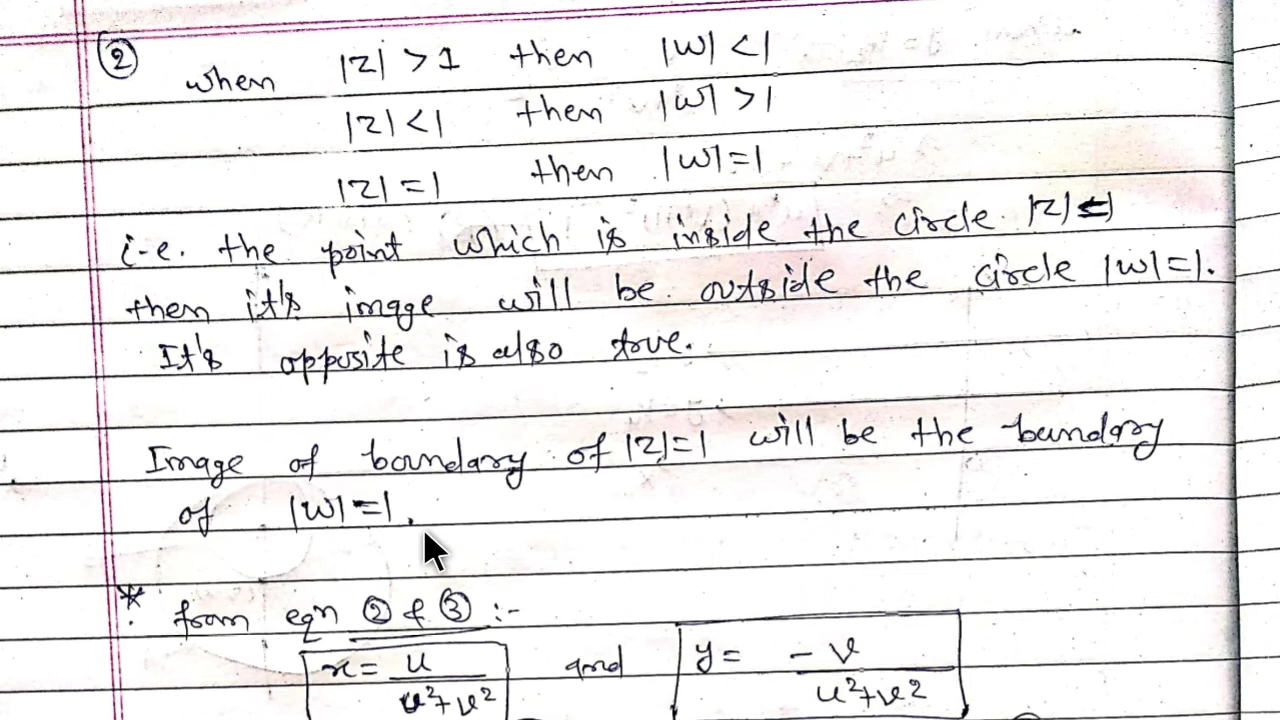 ② when |z| > 1 then |w| < 1
|z| < 1 then |w| > 1
|z| = 1 then |w| = 1
i.e. the point which is inside the circle |z| = 1
then it's image will be outside the circle |w| = 1.
It's opposite is also true.
Image of boundary of |z| = 1 will be the bundary
of |w| = 1.
* from eqn ② & ③ :-
x = u / u²+v² and y = -v / u²+v²